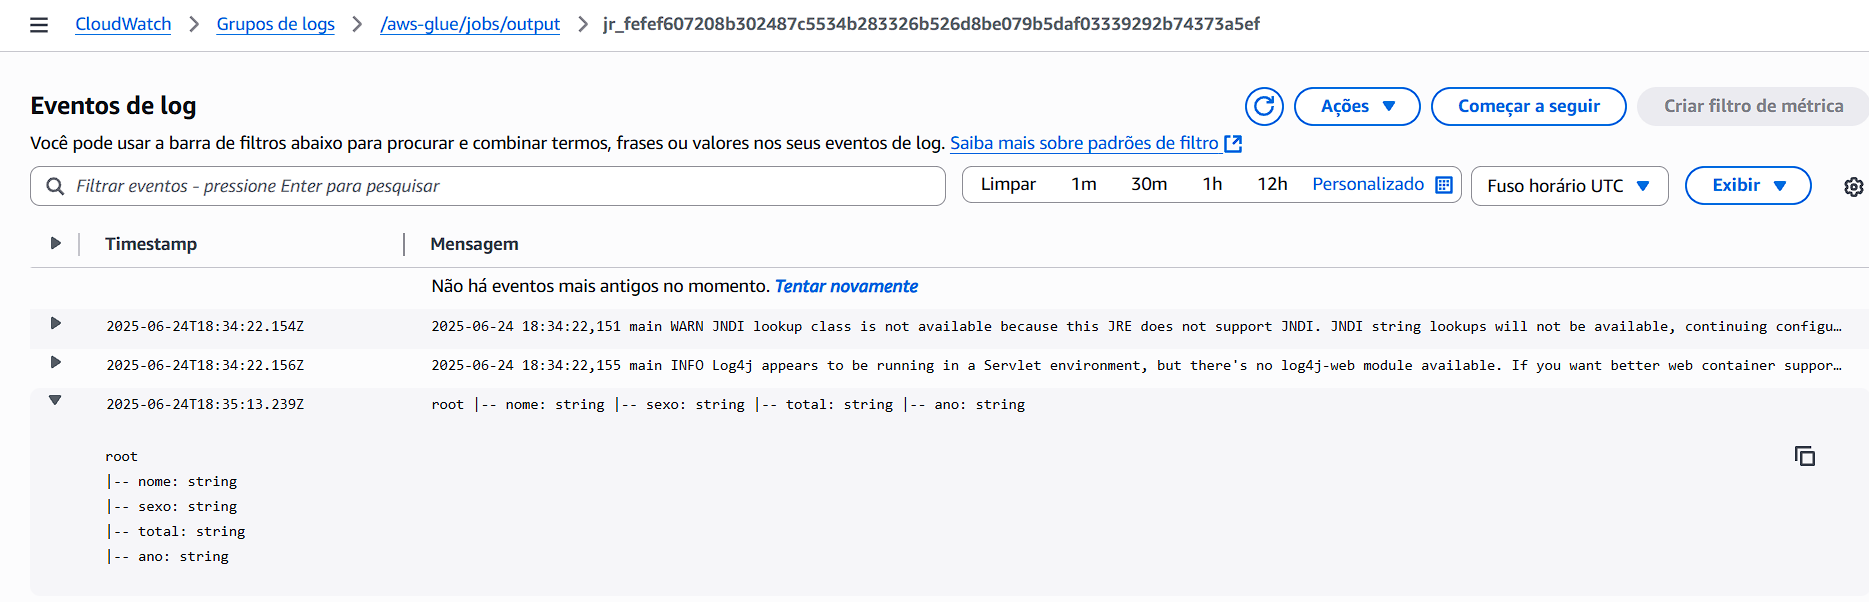 CloudWatch > Grupos de logs > /aws-glue/jobs/output > jr_fefef607208b302487c5534b283326b526d8be079b5daf03339292b74373a5ef
Eventos de log
Ações
Começar a seguir
Criar filtro de métrica
Você pode usar a barra de filtros abaixo para procurar e combinar termos, frases ou valores nos seus eventos de log. Saiba mais sobre padrões de filtro
Filtrar eventos - pressione Enter para pesquisar
Limpar 1m 30m 1h 12h Personalizado
Fuso horário UTC
Exibir
Timestamp Mensagem
Não há eventos mais antigos no momento. Tentar novamente
2025-06-24T18:34:22.154Z 2025-06-24 18:34:22,151 main WARN JNDI lookup class is not available because this JRE does not support JNDI. JNDI string lookups will not be available, continuing configu…
2025-06-24T18:34:22.156Z 2025-06-24 18:34:22,155 main INFO Log4j appears to be running in a Servlet environment, but there's no log4j-web module available. If you want better web container suppor…
2025-06-24T18:35:13.239Z root |-- nome: string |-- sexo: string |-- total: string |-- ano: string
root
|-- nome: string
|-- sexo: string
|-- total: string
|-- ano: string